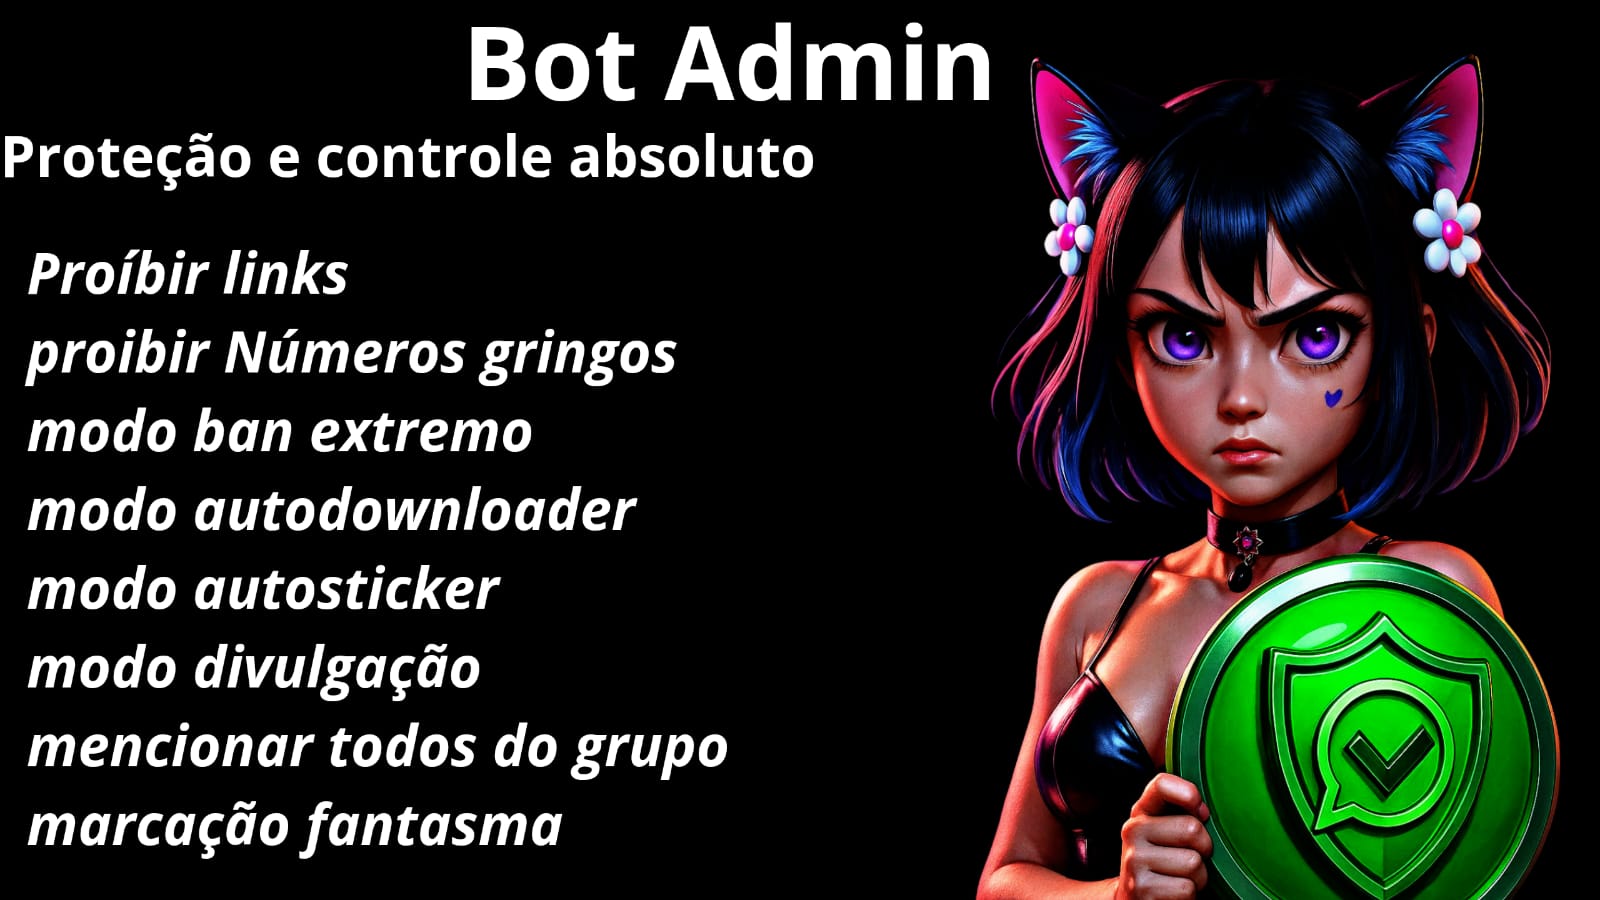 Bot Admin
Proteção e controle absoluto
Proíbir links
proibir Números gringos
modo ban extremo
modo autodownloader
modo autosticker
modo divulgação
mencionar todos do grupo
marcação fantasma